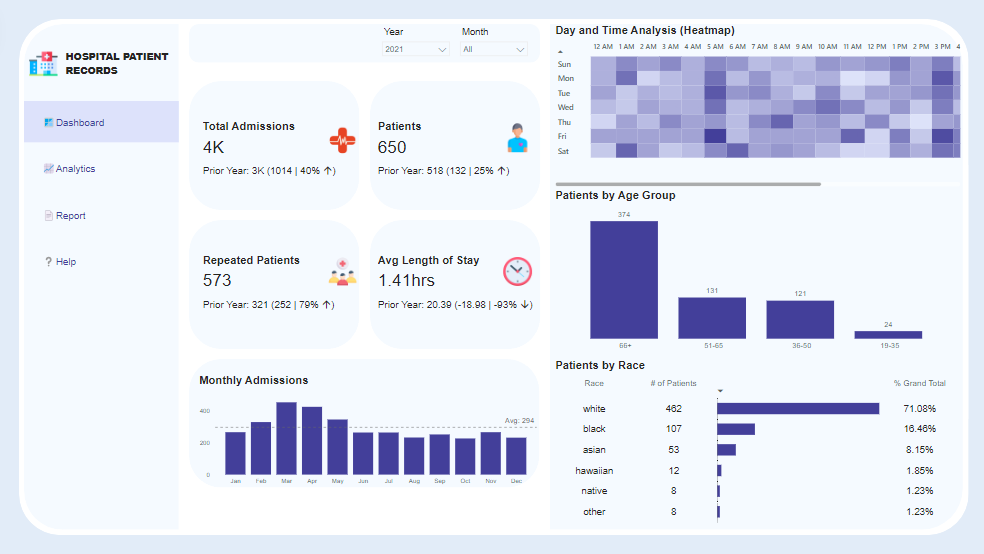 HOSPITAL PATIENT
RECORDS
Dashboard
Analytics
Report
? Help
Year
Month
2021
All
Total Admissions
4K
Prior Year: 3K (1014 | 40% ↑)
Patients
650
Prior Year: 518 (132 | 25% ↑)
Repeated Patients
573
Prior Year: 321 (252 | 79% ↑)
Avg Length of Stay
1.41hrs
Prior Year: 20.39 (-18.98 | -93% ↓)
Monthly Admissions
400
200
0
Avg: 294
Jan Feb Mar Apr May Jun Jul Aug Sep Oct Nov Dec
Day and Time Analysis (Heatmap)
12 AM 1 AM 2 AM 3 AM 4 AM 5 AM 6 AM 7 AM 8 AM 9 AM 10 AM 11 AM 12 PM 1 PM 2 PM 3 PM 4
Sun
Mon
Tue
Wed
Thu
Fri
Sat
Patients by Age Group
374
131
121
24
66+ 51-65 36-50 19-35
Patients by Race
Race # of Patients % Grand Total
white 462 71.08%
black 107 16.46%
asian 53 8.15%
hawaiian 12 1.85%
native 8 1.23%
other 8 1.23%